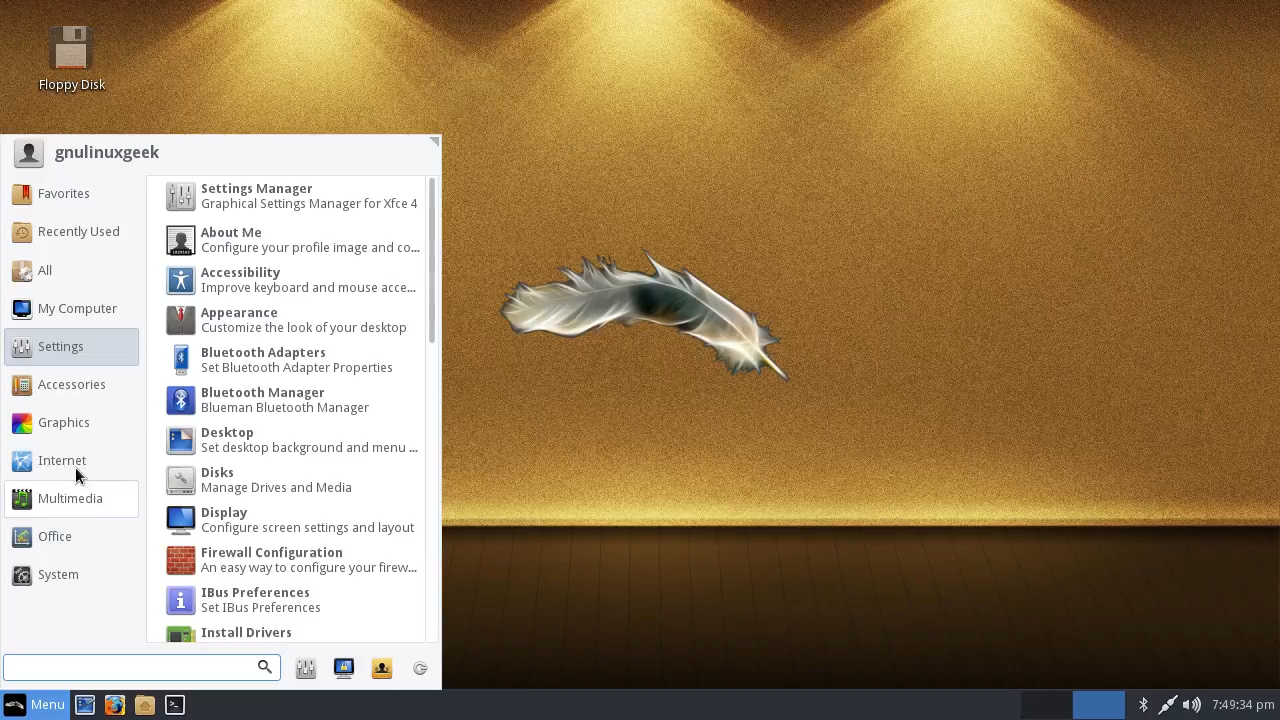 Floppy Disk
gnulinuxgeek
Favorites
Recently Used
All
My Computer
Settings
Accessories
Graphics
Internet
Multimedia
Office
System
Settings Manager
Graphical Settings Manager for Xfce 4
About Me
Configure your profile image and co...
Accessibility
Improve keyboard and mouse acce...
Appearance
Customize the look of your desktop
Bluetooth Adapters
Set Bluetooth Adapter Properties
Bluetooth Manager
Blueman Bluetooth Manager
Desktop
Set desktop background and menu ...
Disks
Manage Drives and Media
Display
Configure screen settings and layout
Firewall Configuration
An easy way to configure your firew...
IBus Preferences
Set IBus Preferences
Install Drivers
Menu
7:49:34 pm